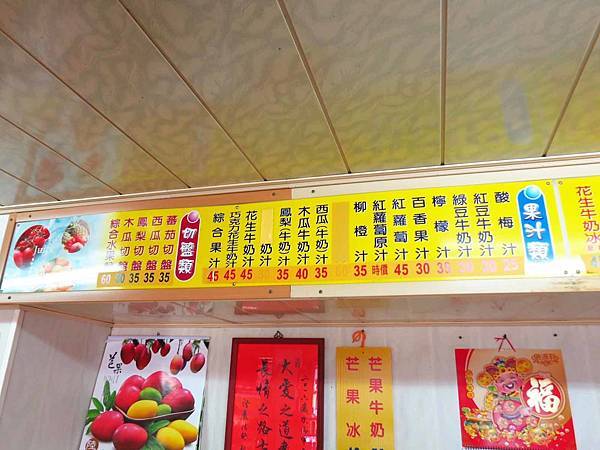 花生牛奶冰
果汁類
酸梅汁 25
紅豆牛奶汁 30
綠豆牛奶汁 30
檸檬汁 30
百香果汁 30
紅蘿蔔汁 45
紅蘿蔔原汁 時價
柳橙汁 35
西瓜牛奶汁 35
木瓜牛奶汁 40
鳳梨牛奶汁 35
花生牛奶汁 45
巧克力花生牛奶汁 45
綜合果汁 45
切盤類
蕃茄切盤 35
西瓜切盤 35
鳳梨切盤 35
木瓜切盤 30
綜合水果 60
芒果
大愛之道
長情之路
芒果牛奶
芒果冰
福